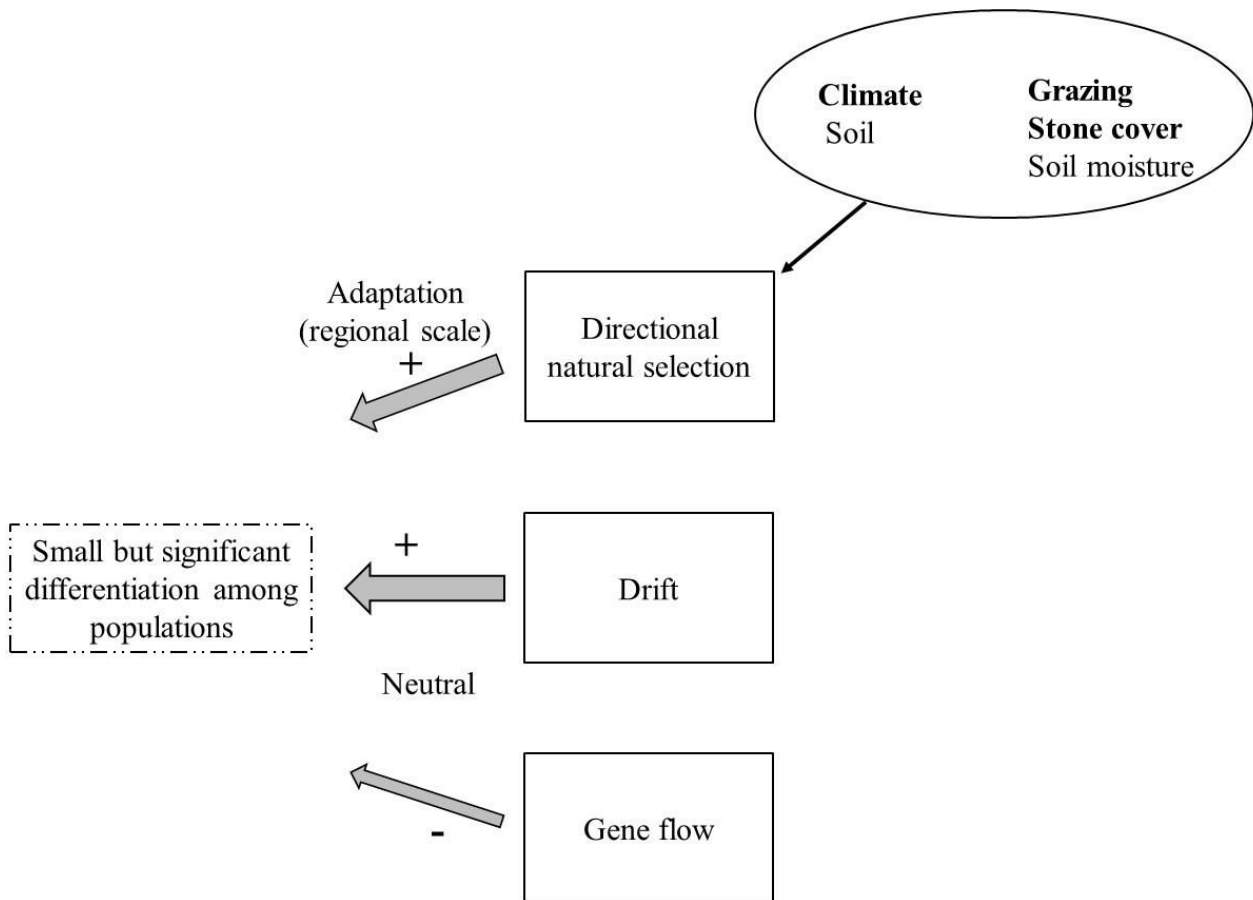 Climate
Soil
Grazing
Stone cover
Soil moisture
Adaptation
(regional scale)
+
Directional
natural selection
Small but significant
differentiation among
populations
+
Drift
Neutral
-
Gene flow